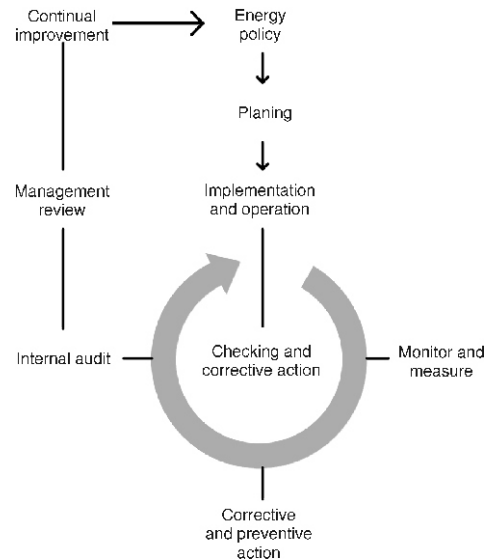 Continual
improvement
Energy
policy
Planing
Management
review
Implementation
and operation
Internal audit
Checking and
corrective action
Monitor and
measure
Corrective
and preventive
action